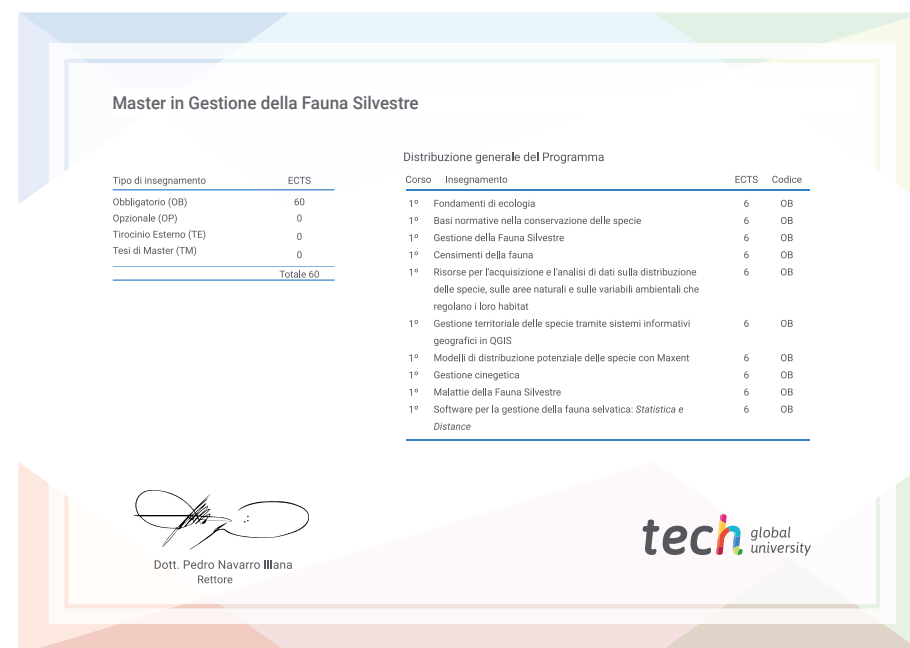 Master in Gestione della Fauna Silvestre
Tipo di insegnamento ECTS
Obbligatorio (OB) 60
Opzionale (OP) 0
Tirocinio Esterno (TE) 0
Tesi di Master (TM) 0
Totale 60
Distribuzione generale del Programma
Corso Insegnamento ECTS Codice
1º Fondamenti di ecologia 6 OB
1º Basi normative nella conservazione delle specie 6 OB
1º Gestione della Fauna Silvestre 6 OB
1º Censimenti della fauna 6 OB
1º Risorse per l'acquisizione e l'analisi di dati sulla distribuzione 6 OB
delle specie, sulle aree naturali e sulle variabili ambientali che
regolano i loro habitat
1º Gestione territoriale delle specie tramite sistemi informativi 6 OB
geografici in QGIS
1º Modelli di distribuzione potenziale delle specie con Maxent 6 OB
1º Gestione cinegetica 6 OB
1º Malattie della Fauna Silvestre 6 OB
1º Software per la gestione della fauna selvatica: Statistica e 6 OB
Distance
Dott. Pedro Navarro Illana
Rettore
tech global
university